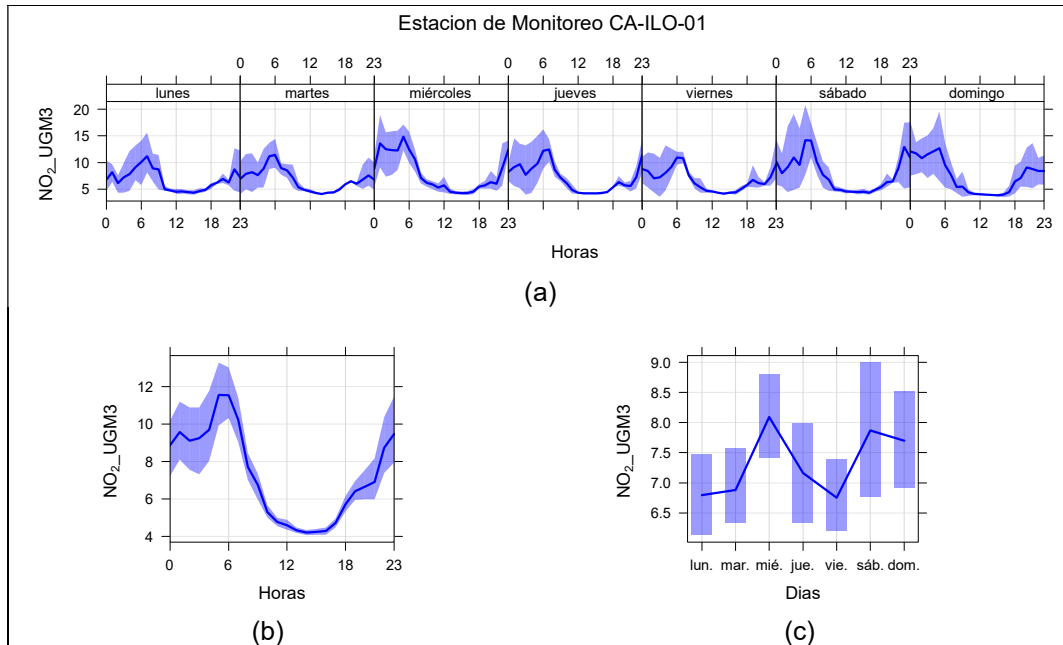 Estacion de Monitoreo CA-ILO-01
0 6 12 18 23 0 6 12 18 23 0 6 12 18 23
lunes martes miércoles jueves viernes sábado domingo
20
15
10
5
NO2_UGM3
0 6 12 18 23 0 6 12 18 23 0 6 12 18 23 0 6 12 18 23
Horas
(a)
12
10
8
6
4
NO2_UGM3
0 6 12 18 23
Horas
(b)
9.0
8.5
8.0
7.5
7.0
6.5
NO2_UGM3
lun. mar. mié. jue. vie. sáb. dom.
Dias
(c)